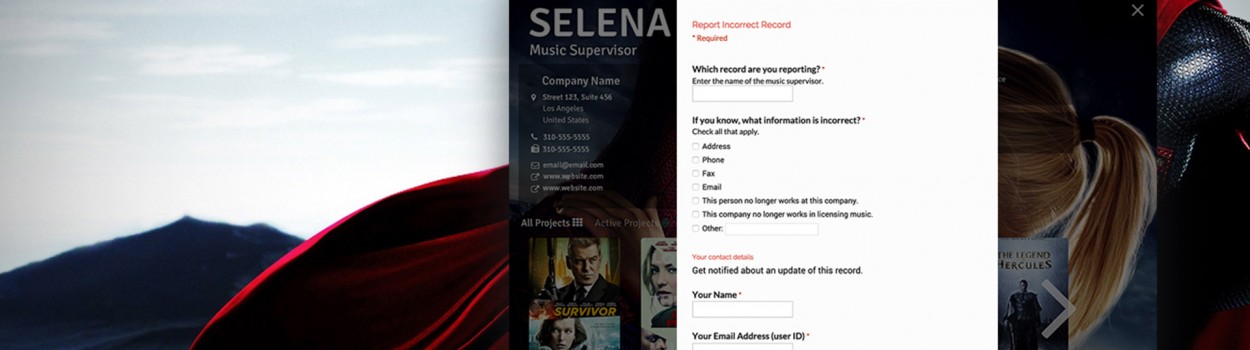 SELENA
Music Supervisor
Company Name
Street 123, Suite 456
Los Angeles
United States
310-555-5555
310-555-5555
email@email.com
www.website.com
www.website.com
All Projects
Active Projects
SURVIVOR
Report Incorrect Record
* Required
Which record are you reporting? *
Enter the name of the music supervisor.
If you know, what information is incorrect? *
Check all that apply.
Address
Phone
Fax
Email
This person no longer works at this company.
This company no longer works in licensing music.
Other:
Your contact details
Get notified about an update of this record.
Your Name *
Your Email Address (user ID) *
THE LEGEND
HERCULES